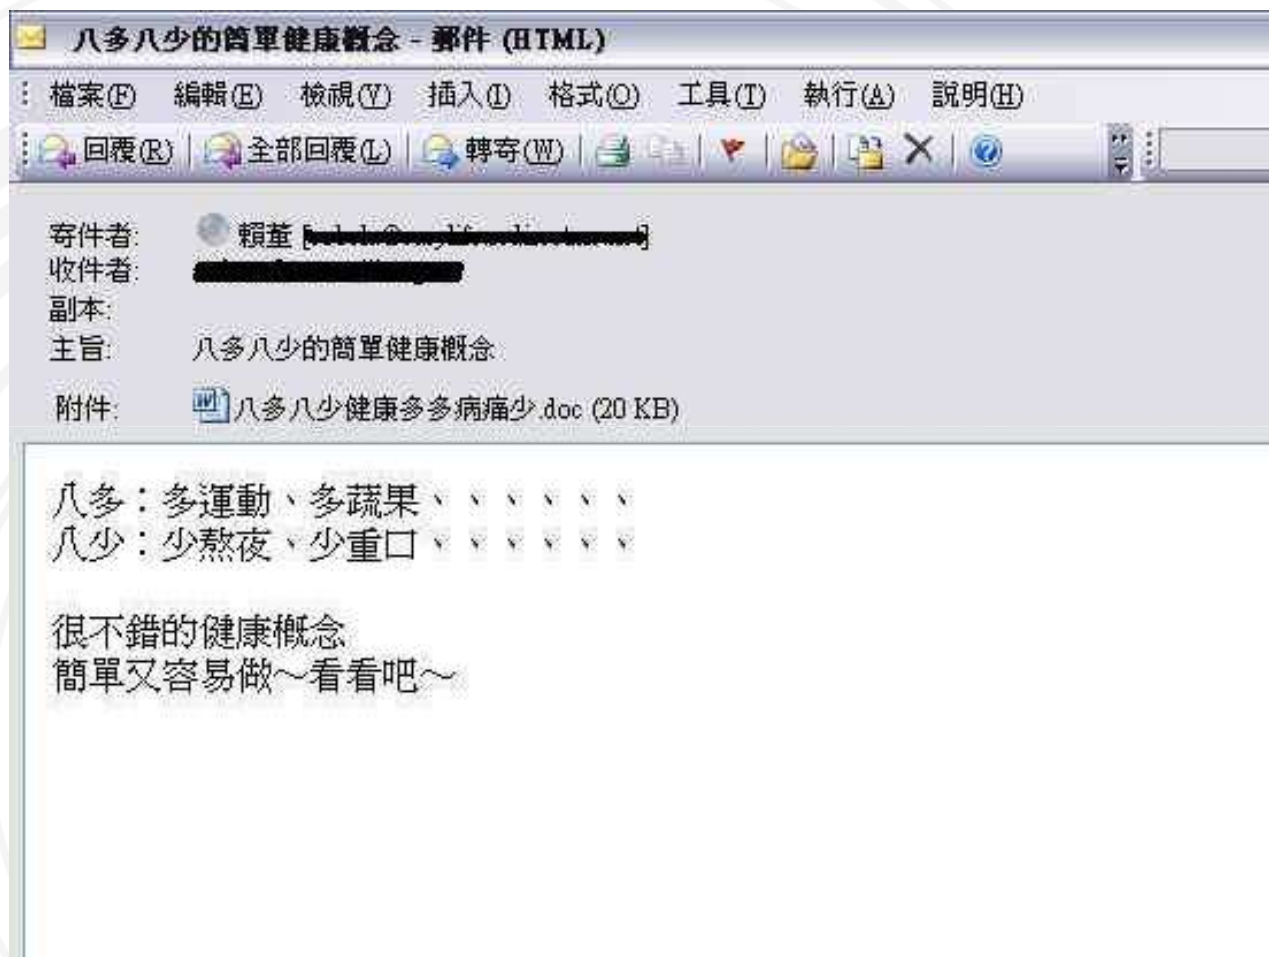 八多八少的簡單健康概念 - 郵件 (HTML)
檔案(F) 編輯(E) 檢視(V) 插入(I) 格式(O) 工具(T) 執行(A) 說明(H)
回覆(R) 全部回覆(L) 轉寄(W)
寄件者: 賴董
收件者:
副本:
主旨: 八多八少的簡單健康概念
附件: 八多八少健康多多病痛少.doc (20 KB)
八多：多運動、多蔬果、、、、、、
八少：少熬夜、少重口、、、、、、
很不錯的健康概念
簡單又容易做～看看吧～